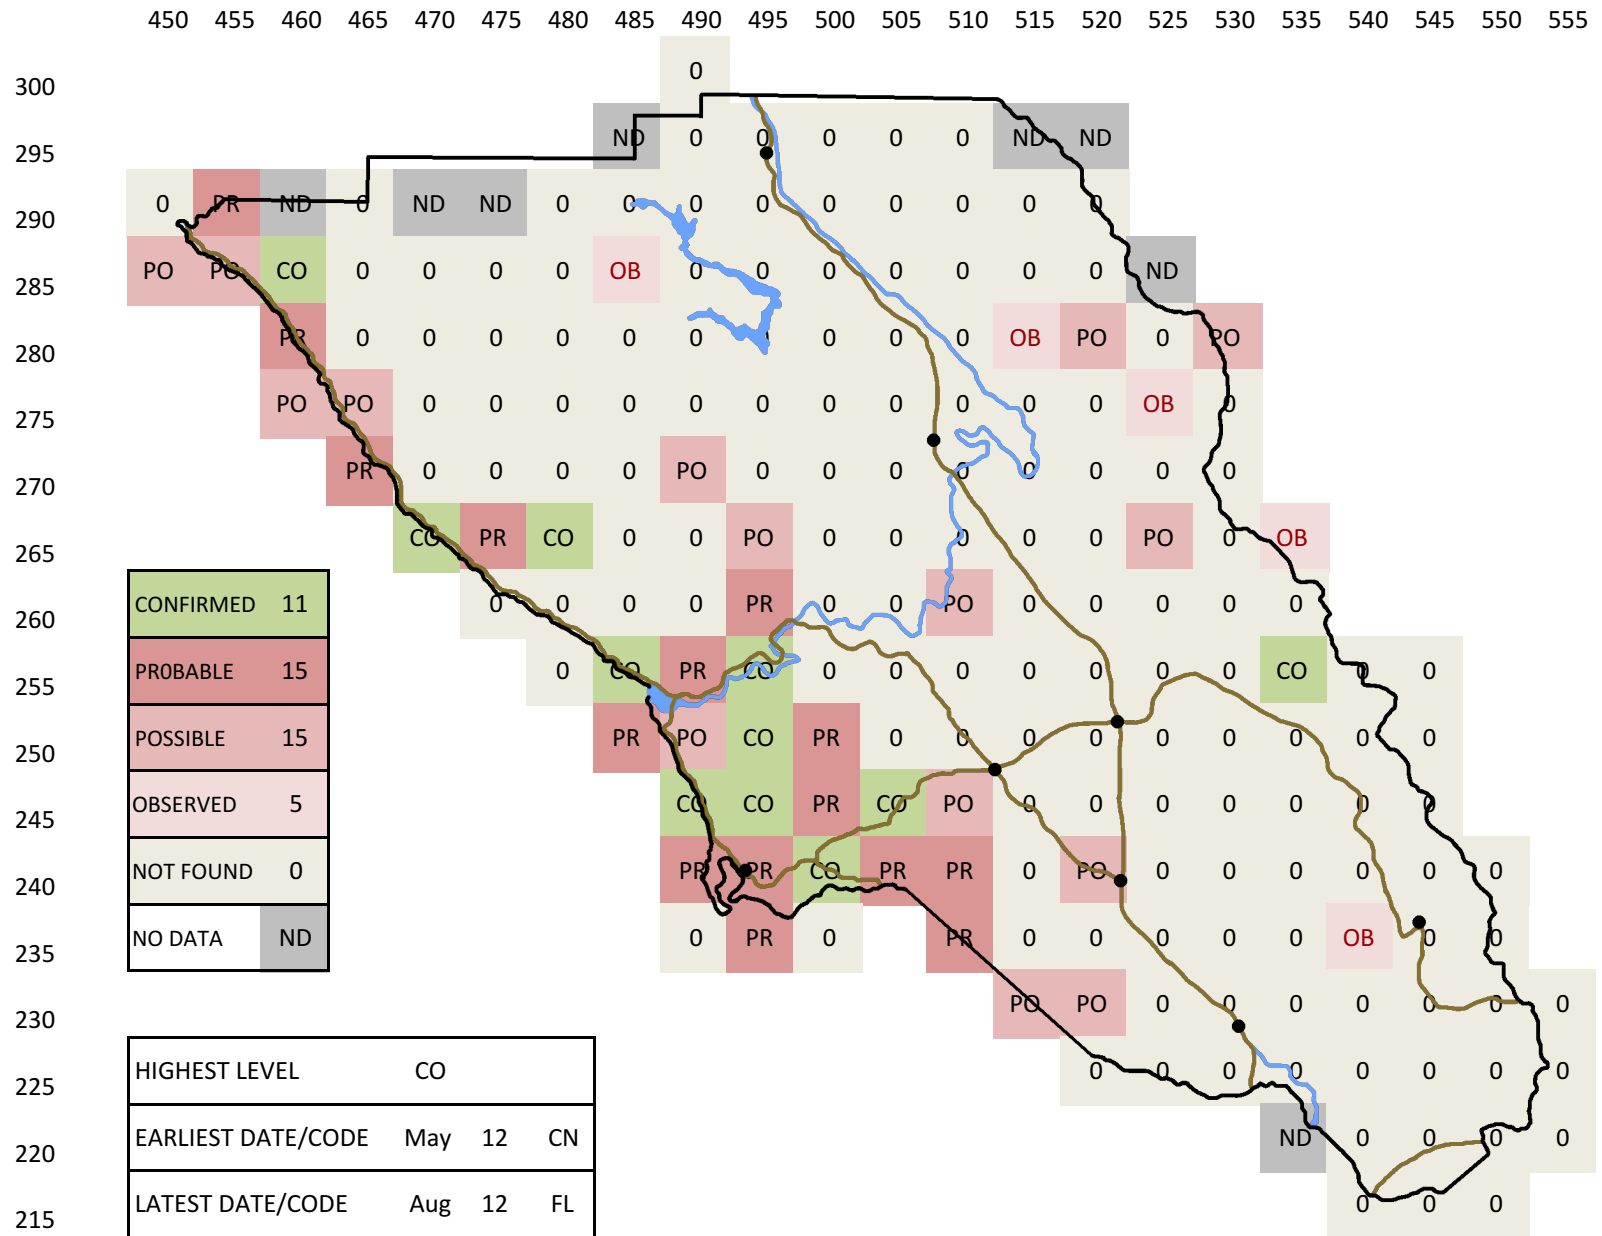 450 455 460 465 470 475 480 485 490 495 500 505 510 515 520 525 530 535 540 545 550 555
300 0
295 ND 0 0 0 0 0 ND ND
290 0 PR ND 0 ND ND 0 0 0 0 0 0 0 0 0
285 PO PO CO 0 0 0 0 OB 0 0 0 0 0 0 0 ND
280 PR 0 0 0 0 0 0 0 0 0 0 OB PO 0 PO
275 PO PO 0 0 0 0 0 0 0 0 0 0 0 OB 0
270 PR 0 0 0 0 PO 0 0 0 0 0 0 0 0
265 CO PR CO 0 0 PO 0 0 0 0 0 PO 0 OB
260 CONFIRMED 11 0 0 0 0 PR 0 0 PO 0 0 0 0 0
255 PR0BABLE 15 0 CO PR CO 0 0 0 0 0 0 0 CO 0 0
250 POSSIBLE 15 PR PO CO PR 0 0 0 0 0 0 0 0 0
245 OBSERVED 5 CO CO PR CO PO 0 0 0 0 0 0 0
240 NOT FOUND 0 PR PR CO PR PR 0 PO 0 0 0 0 0 0
235 NO DATA ND 0 PR 0 PR 0 0 0 0 0 OB 0 0
230 PO PO 0 0 0 0 0 0 0
225 HIGHEST LEVEL CO 0 0 0 0 0 0 0 0
220 EARLIEST DATE/CODE May 12 CN ND 0 0 0 0
215 LATEST DATE/CODE Aug 12 FL 0 0 0